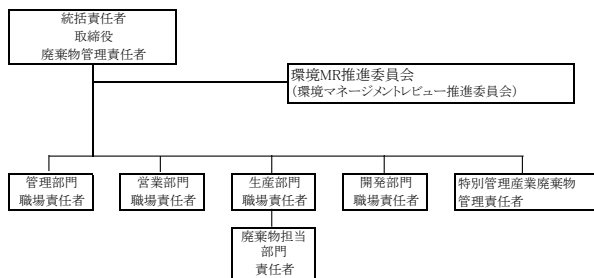 統括責任者
取締役
廃棄物管理責任者
環境MR推進委員会
(環境マネージメントレビュー推進委員会)
管理部門
職場責任者
営業部門
職場責任者
生産部門
職場責任者
開発部門
職場責任者
特別管理産業廃棄物
管理責任者
廃棄物担当
部門
責任者